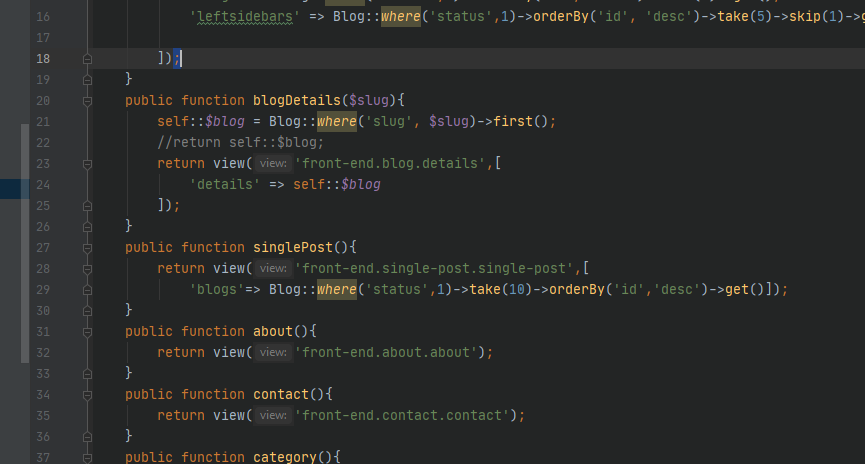 16 'leftsidebars' => Blog::where('status',1)->orderBy('id', 'desc')->take(5)->skip(1)->g
17
18 ]);
19 }
20 public function blogDetails($slug){
21 self::$blog = Blog::where('slug', $slug)->first();
22 //return self::$blog;
23 return view( view: 'front-end.blog.details',[
24 'details' => self::$blog
25 ]);
26 }
27 public function singlePost(){
28 return view( view: 'front-end.single-post.single-post',[
29 'blogs'=> Blog::where('status',1)->take(10)->orderBy('id','desc')->get()]);
30 }
31 public function about(){
32 return view( view: 'front-end.about.about');
33 }
34 public function contact(){
35 return view( view: 'front-end.contact.contact');
36 }
37 public function category(){